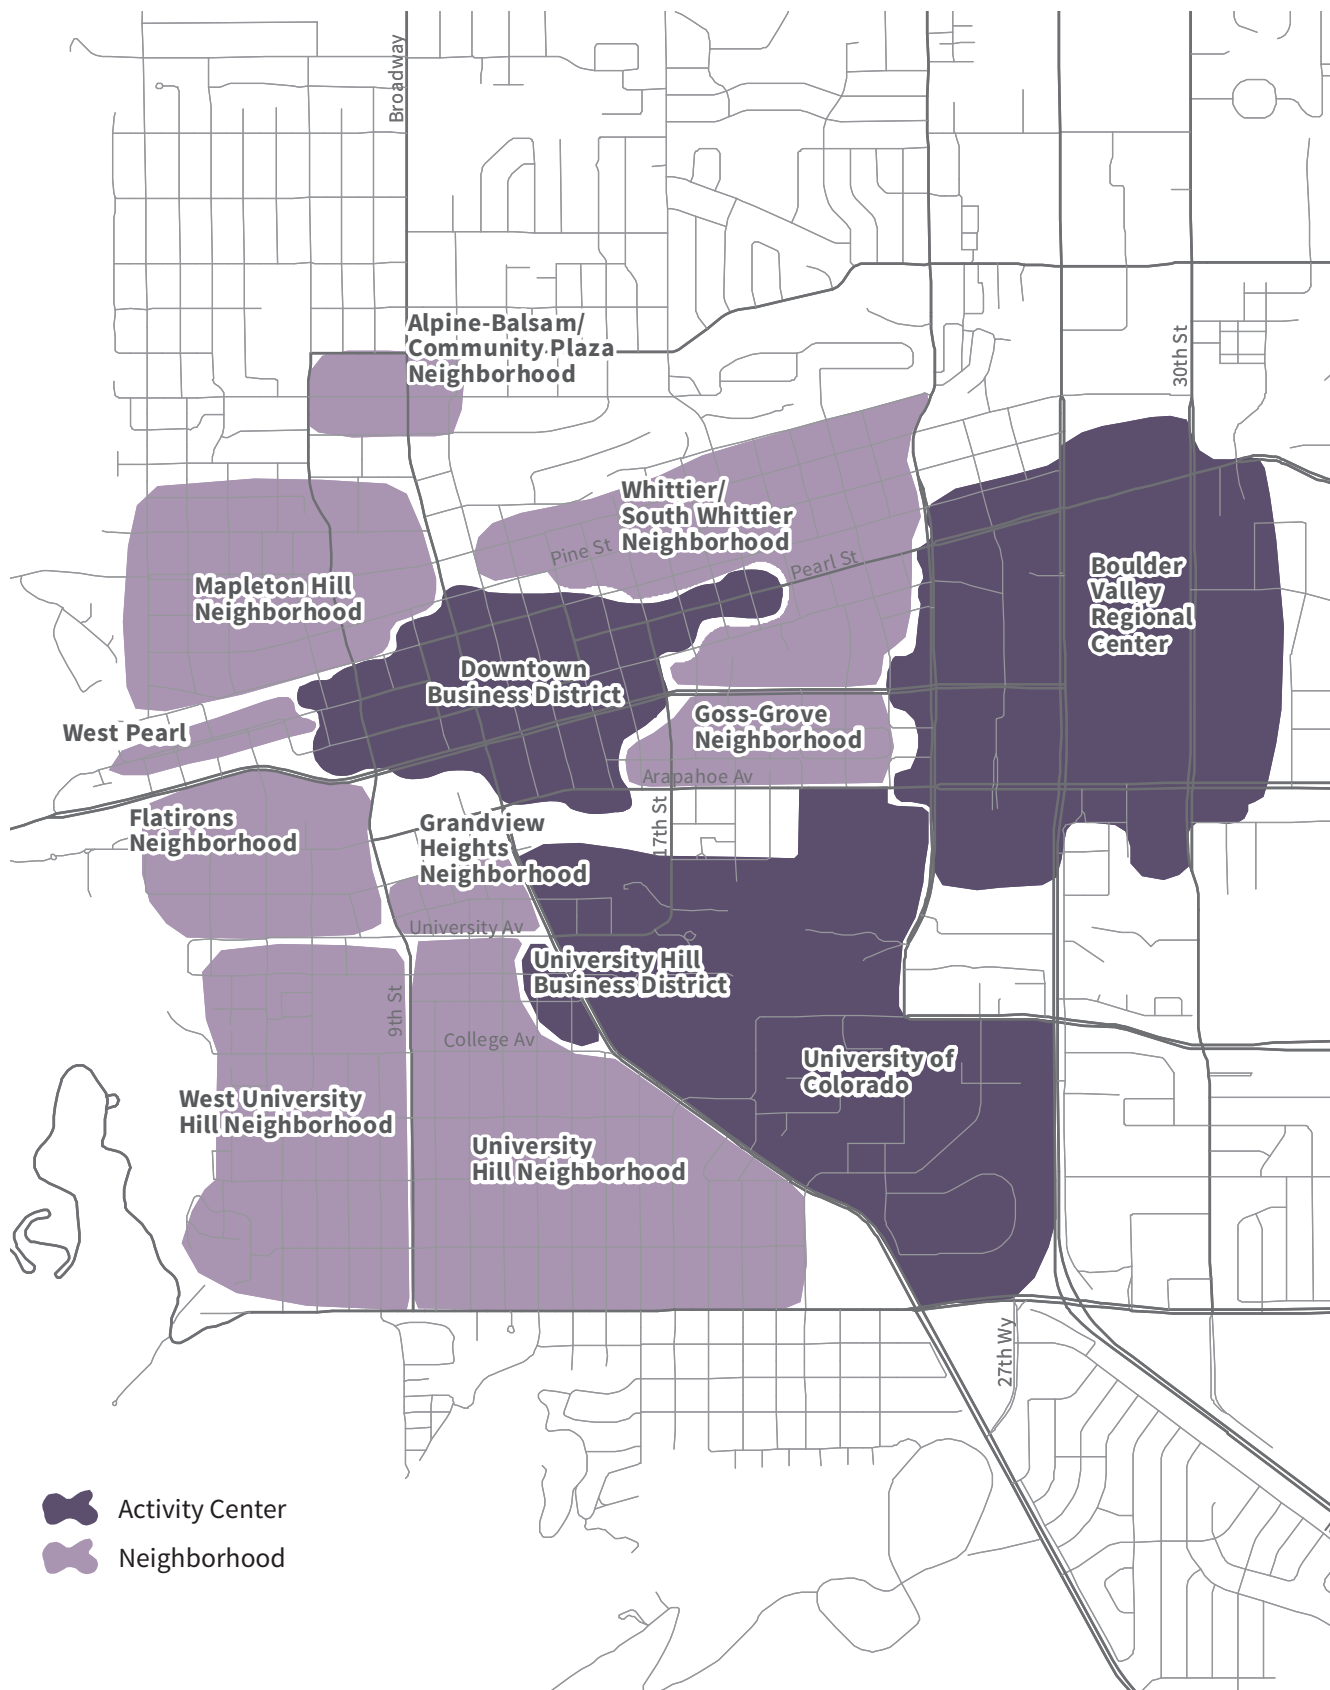 Broadway
30th St
Alpine-Balsam/
Community Plaza
Neighborhood
Whittier/
South Whittier
Neighborhood
Pine St
Pearl St
Boulder
Valley
Regional
Center
Mapleton Hill
Neighborhood
Downtown
Business District
West Pearl
Goss-Grove
Neighborhood
Arapahoe Av
Flatirons
Neighborhood
Grandview
Heights
Neighborhood
17th St
University Av
University Hill
Business District
9th St
College Av
University of
Colorado
West University
Hill Neighborhood
University
Hill Neighborhood
27th Wy
Activity Center
Neighborhood